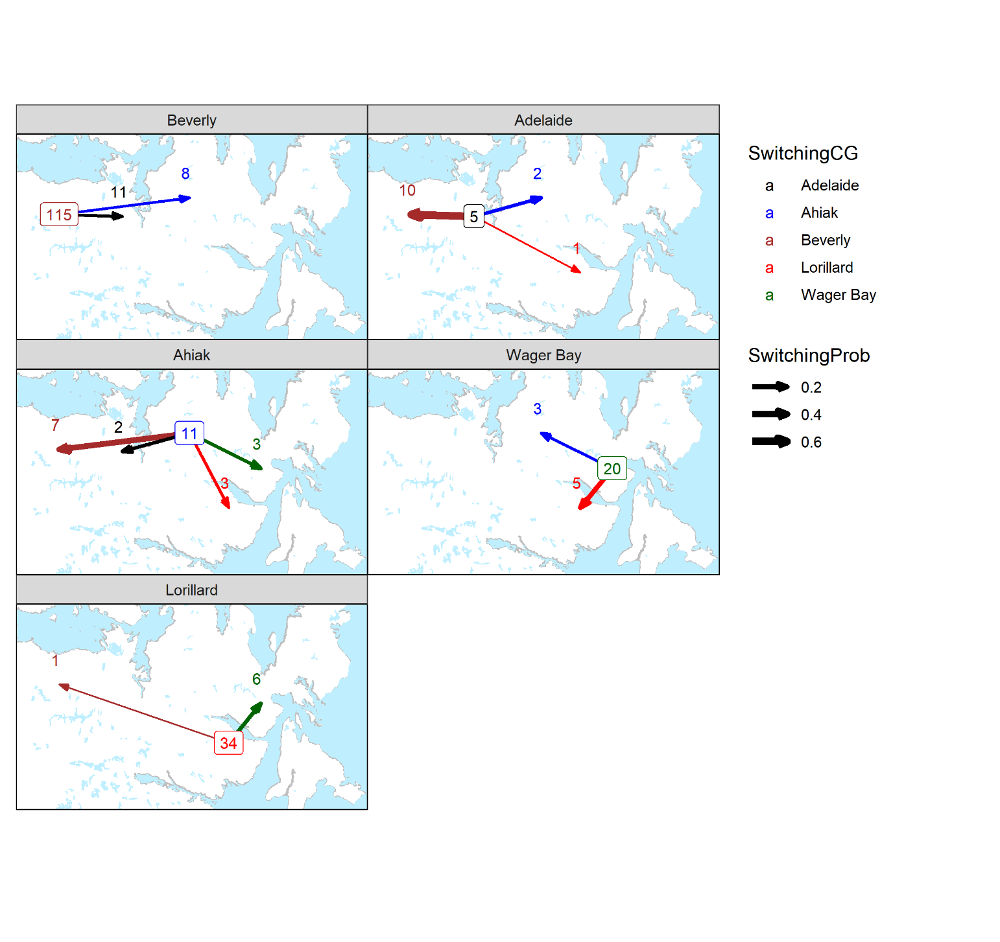 Beverly
8
11
115
Adelaide
2
10
5
1
Ahiak
7
2
11
3
3
Wager Bay
3
20
5
Lorillard
1
6
34
SwitchingCG
a Adelaide
a Ahiak
a Beverly
a Lorillard
a Wager Bay
SwitchingProb
0.2
0.4
0.6